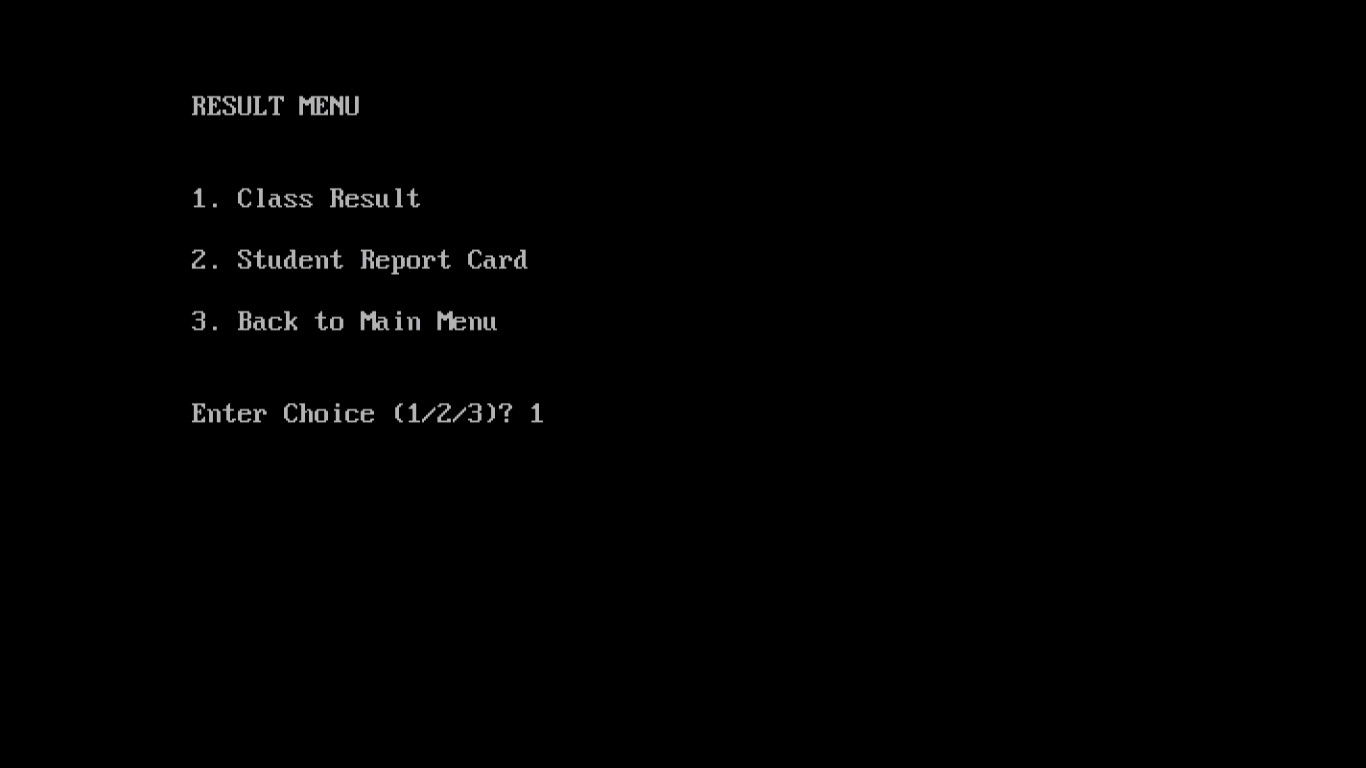 RESULT MENU
1. Class Result
2. Student Report Card
3. Back to Main Menu
Enter Choice (1/2/3)? 1